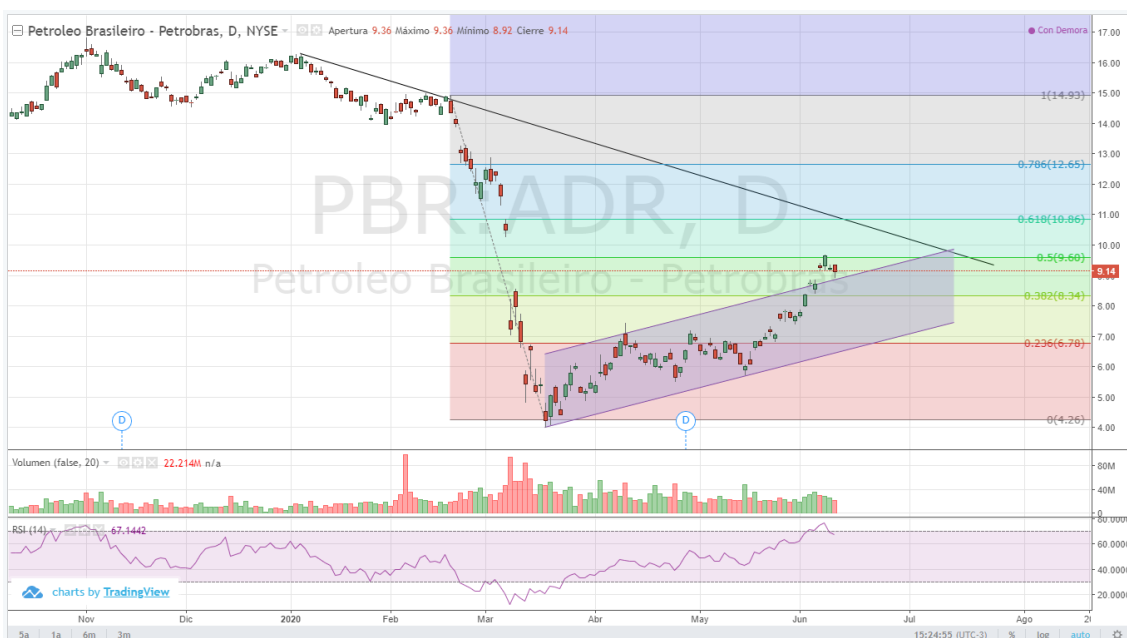 Petroleo Brasileiro - Petrobras, D, NYSE Apertura 9.36 Máximo 9.36 Mínimo 8.92 Cierre 9.14
Con Demora
17.00
16.00
1(14.93)
15.00
14.00
13.00
0.786(12.65)
PBR:ADR, D
12.00
0.618(10.86)
11.00
10.00
0.5(9.60)
Petroleo Brasileiro - Petrobras
9.14
0.382(8.34)
8.00
7.00
0.236(6.78)
6.00
5.00
D
D
0(4.26)
4.00
Volumen (false, 20) 22.214M n/a
80M
40M
0
RSI (14) 67.1442
80.0000
60.0000
40.0000
20.0000
charts by TradingView
Nov Dic 2020 Feb Mar Abr May Jun Jul Ago
5a 1a 6m 3m 15:24:55 (UTC-3) % log auto